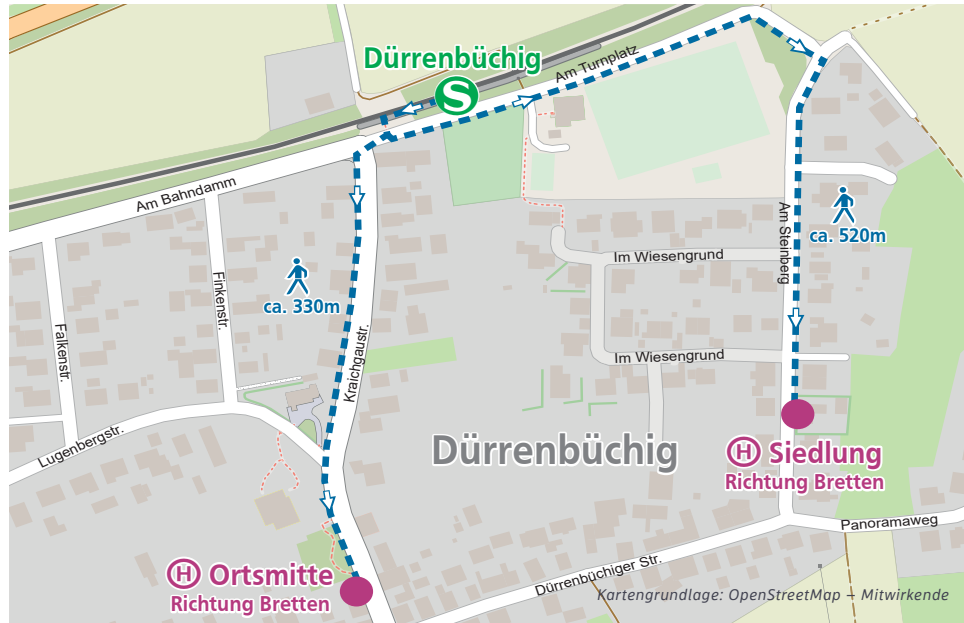 Dürrenbüchig
S
Am Turnplatz
Am Bahndamm
Am Steinberg
ca. 520m
Im Wiesengrund
Finkenstr.
ca. 330m
Falkenstr.
Kraichgaustr.
Im Wiesengrund
Lugenbergstr.
Dürrenbüchig
H Siedlung
Richtung Bretten
Panoramaweg
H Ortsmitte
Richtung Bretten
Dürrenbüchiger Str.
Kartengrundlage: OpenStreetMap – Mitwirkende